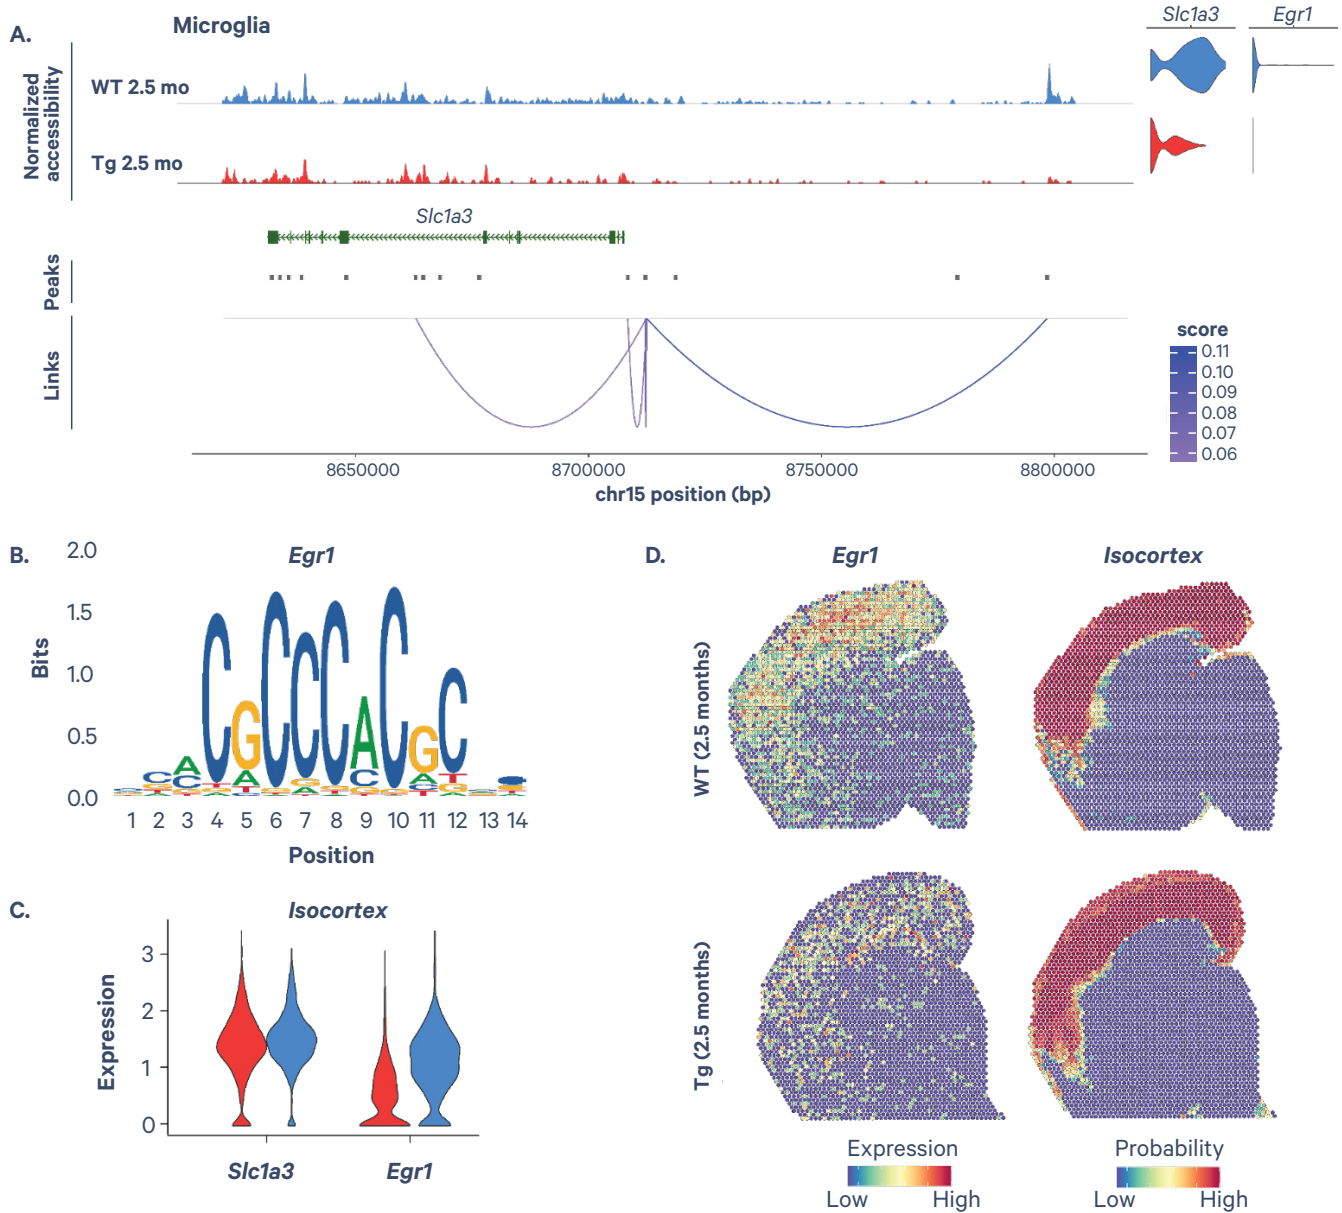 A.
Microglia
Slc1a3
Egr1
Normalized
accessibility
WT 2.5 mo
Tg 2.5 mo
Slc1a3
Peaks
Links
score
0.11
0.10
0.09
0.08
0.07
0.06
8650000
8700000
8750000
8800000
chr15 position (bp)
B.
Egr1
2.0
1.5
1.0
0.5
0.0
Bits
1 2 3 4 5 6 7 8 9 10 11 12 13 14
Position
C.
Isocortex
Expression
3
2
1
0
Slc1a3
Egr1
D.
Egr1
Isocortex
WT (2.5 months)
Tg (2.5 months)
Expression
Low
High
Probability
Low
High